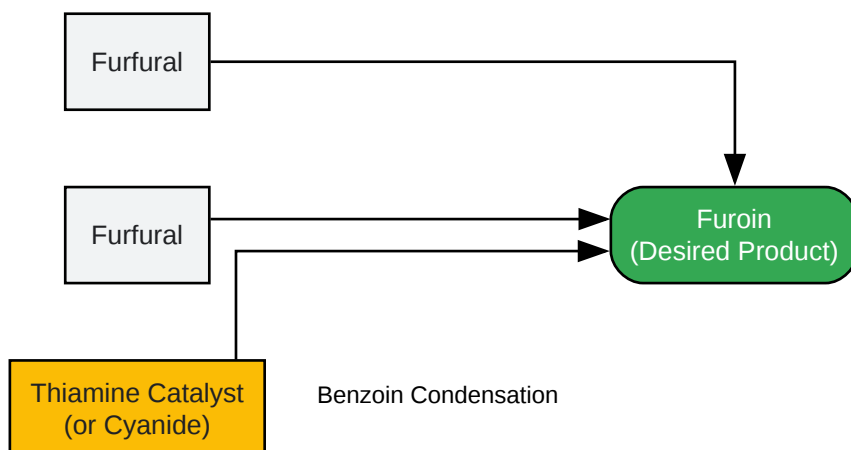 Furfural
Furfural
Furoin
(Desired Product)
Thiamine Catalyst
(or Cyanide)
Benzoin Condensation